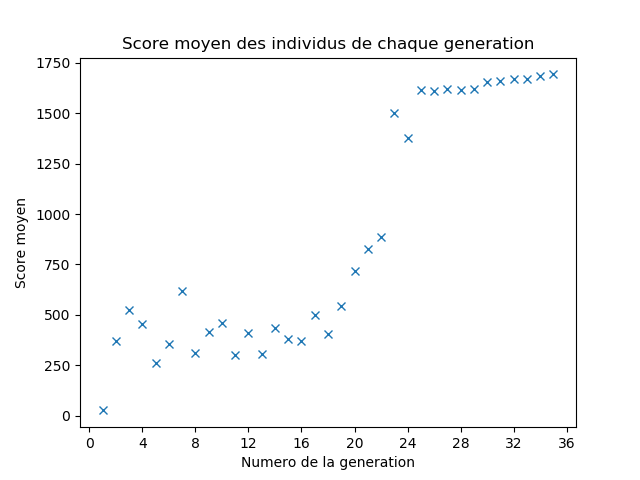 Score moyen des individus de chaque generation
1750
1500
1250
1000
750
500
250
0
Score moyen
0 4 8 12 16 20 24 28 32 36
Numero de la generation